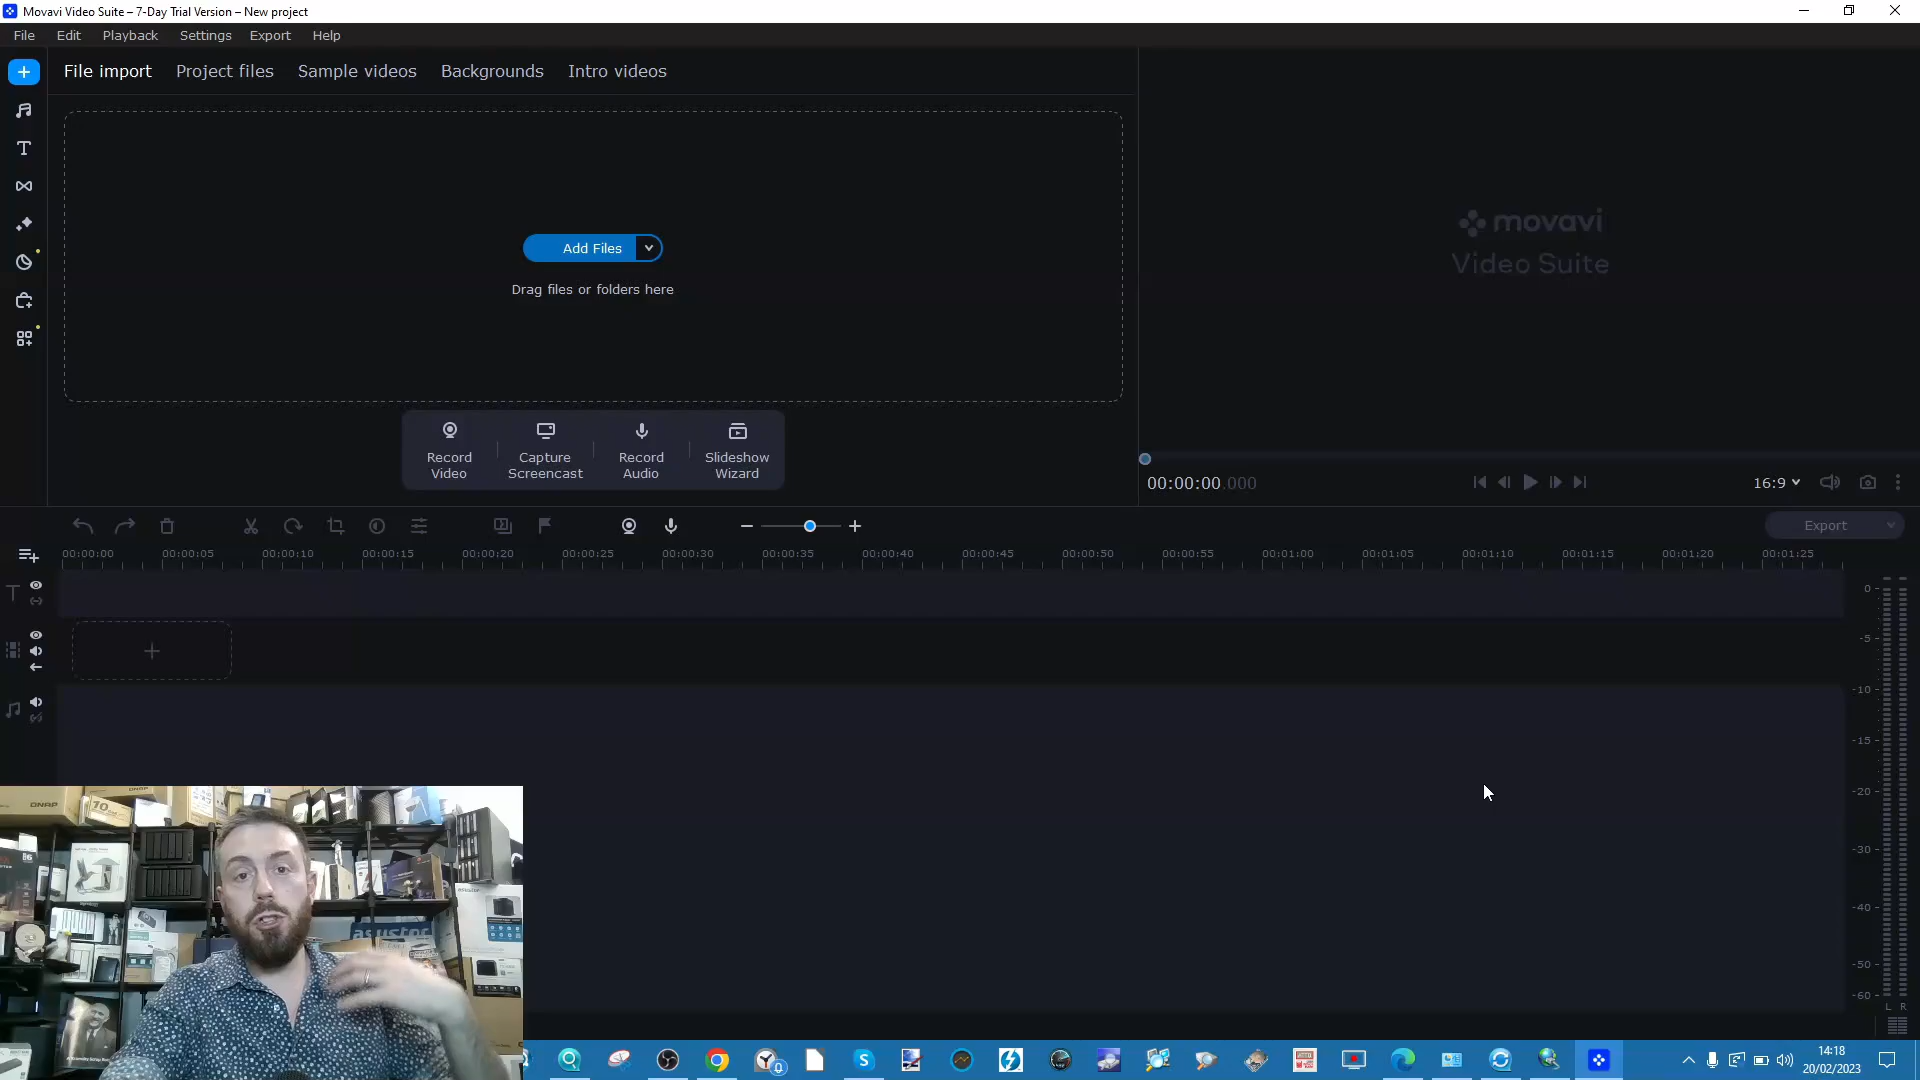 Movavi Video Suite – 7-Day Trial Version – New project
File Edit Playback Settings Export Help
File import Project files Sample videos Backgrounds Intro videos
Add Files
Drag files or folders here
movavi
Video Suite
Record Video
Capture Screencast
Record Audio
Slideshow Wizard
00:00:00.000
16:9
Export
00:00:00 00:00:05 00:00:10 00:00:15 00:00:20 00:00:25 00:00:30 00:00:35 00:00:40 00:00:45 00:00:50 00:00:55 00:01:00 00:01:05 00:01:10 00:01:15 00:01:20 00:01:25
0
-5
-10
-15
-20
-30
-40
-50
-60
L R
QNAP
10
asustor
14:18
20/02/2023